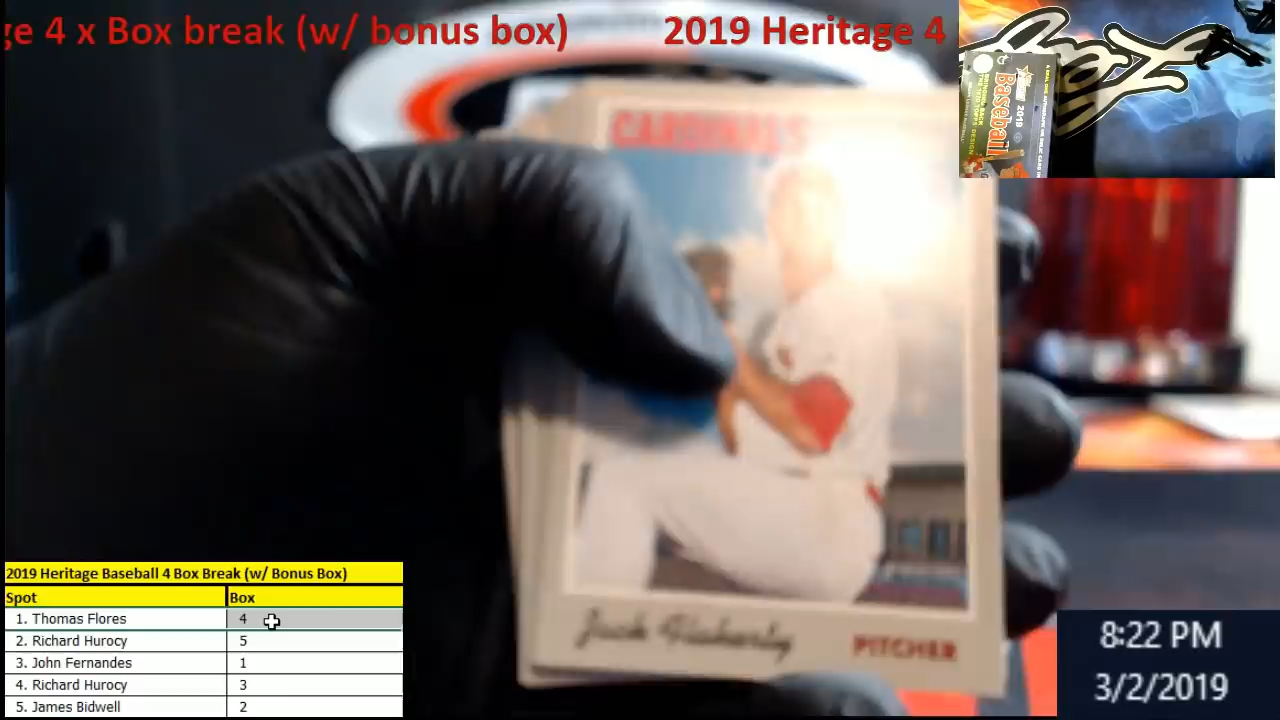 ge 4 x Box break (w/ bonus box) 2019 Heritage 4
2019
Baseball
CARDINALS
Jack Flaherty PITCHER
2019 Heritage Baseball 4 Box Break (w/ Bonus Box)
Spot Box
1. Thomas Flores 4
2. Richard Hurocy 5
3. John Fernandes 1
4. Richard Hurocy 3
5. James Bidwell 2
8:22 PM
3/2/2019